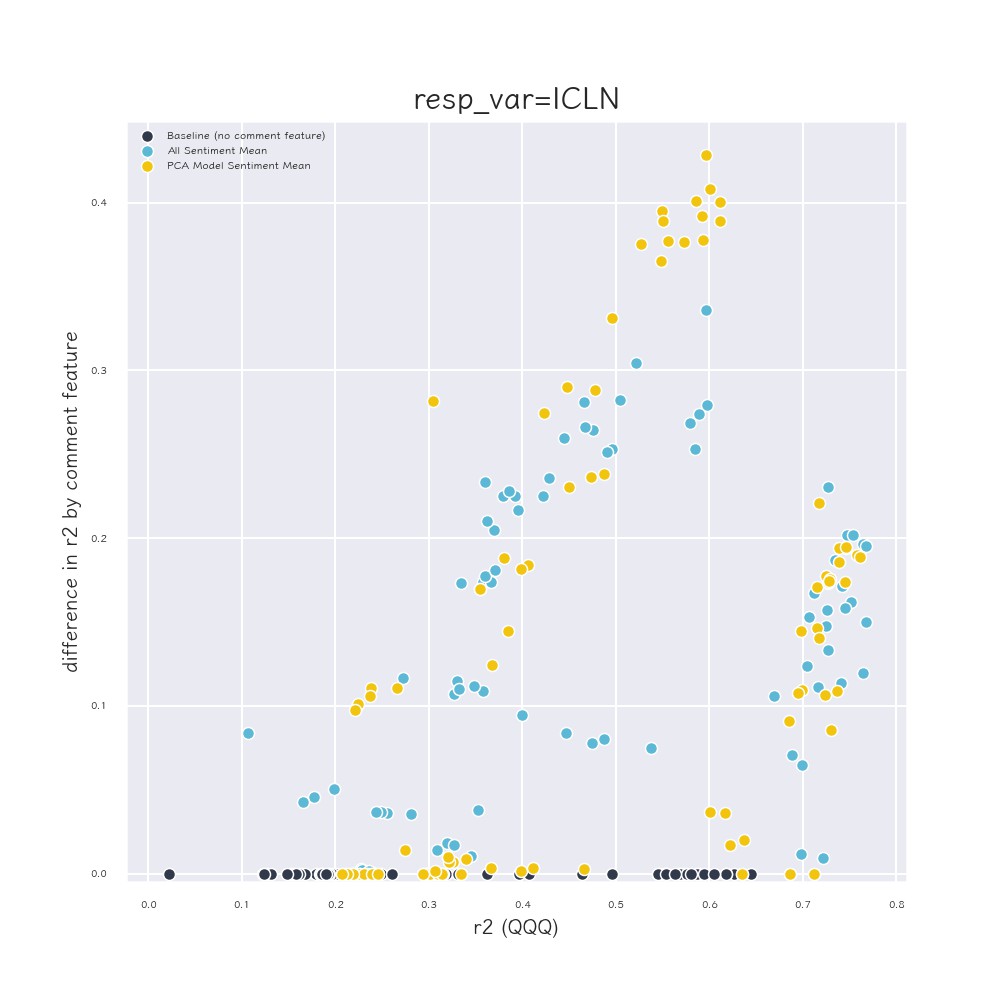 resp_var=ICLN
Baseline (no comment feature)
All Sentiment Mean
PCA Model Sentiment Mean
difference in r2 by comment feature
0.4
0.3
0.2
0.1
0.0
0.0 0.1 0.2 0.3 0.4 0.5 0.6 0.7 0.8
r2 (QQQ)